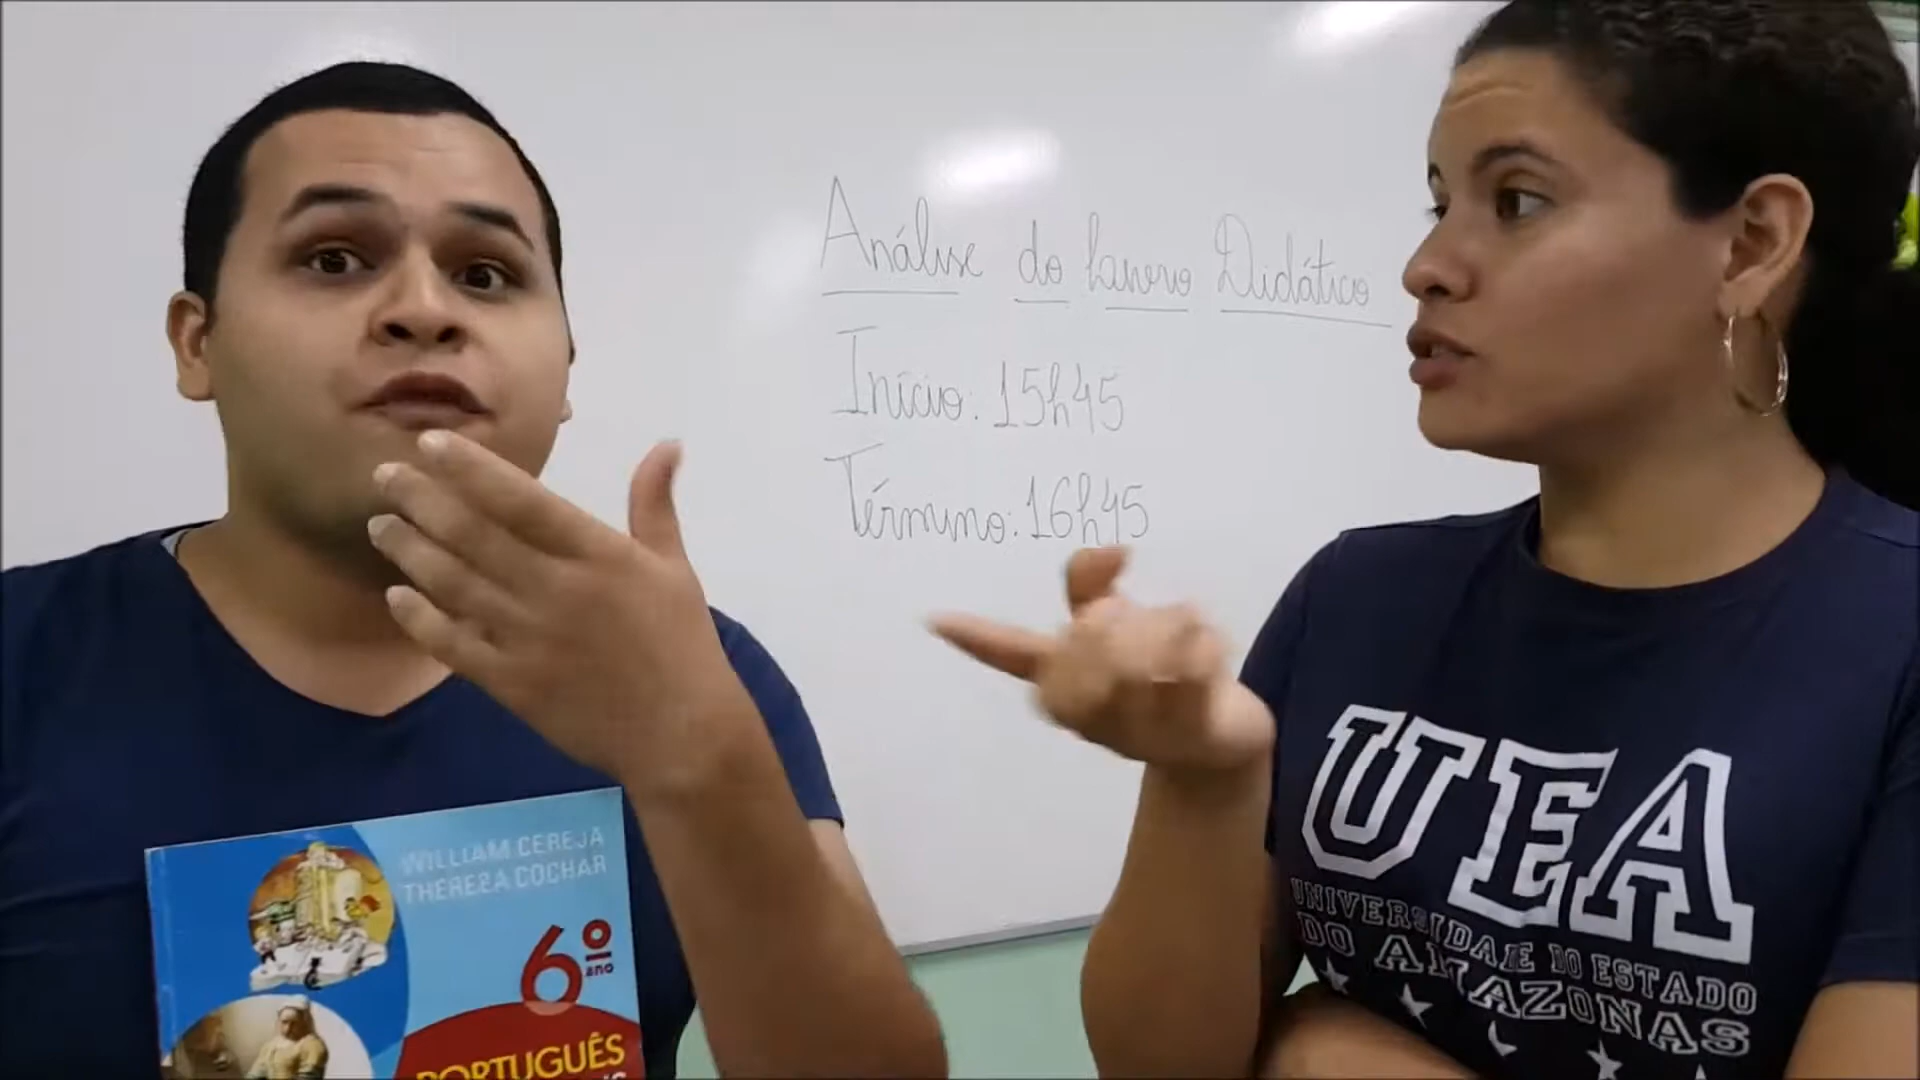 Análise do Livro Didático
Início: 15h45
Término: 16h45
WILLIAM CEREJA
THEREZA COCHAR
6º
ano
PORTUGUÊS
UEA
UNIVERSIDADE DO ESTADO
DO AMAZONAS